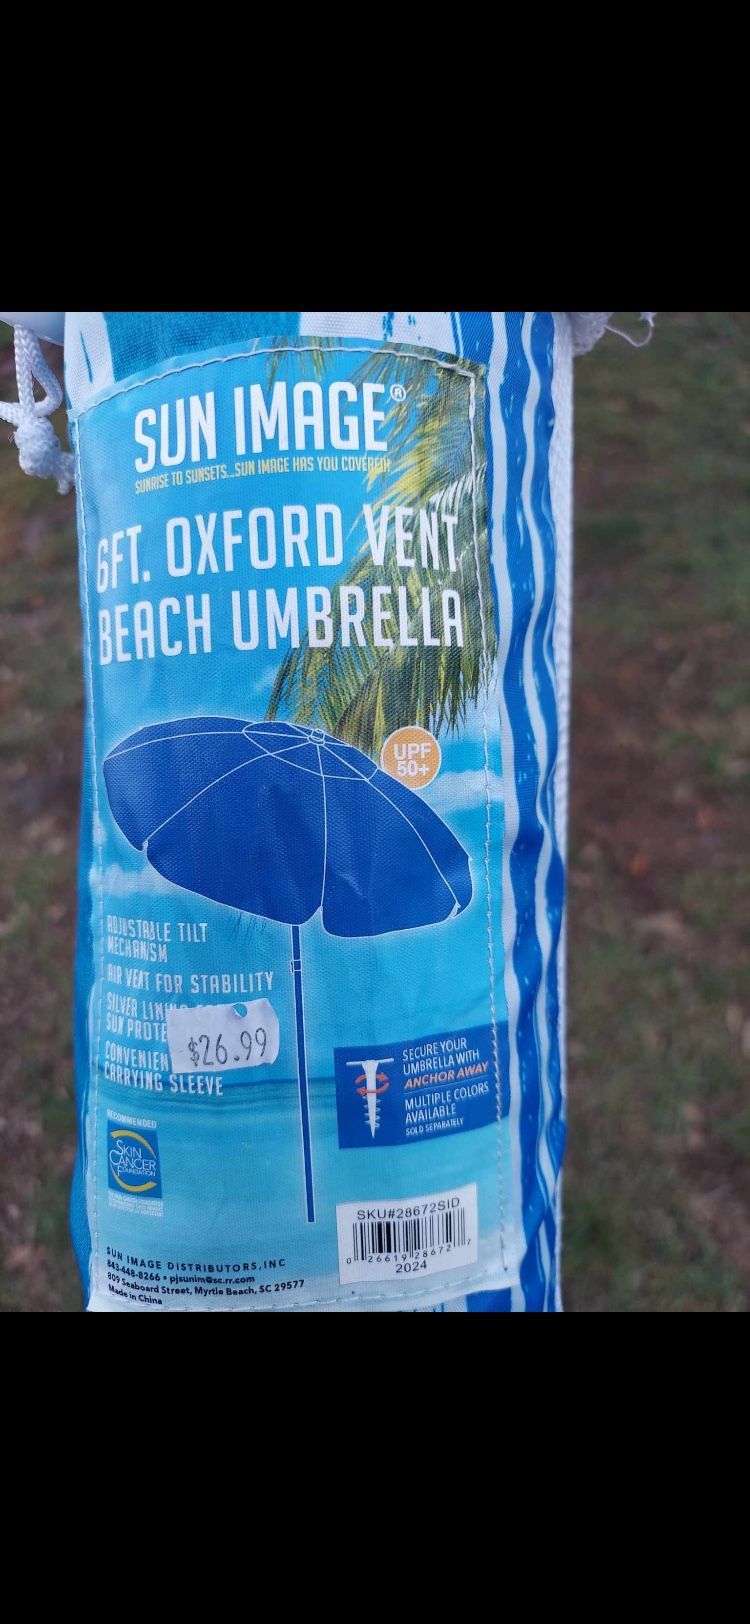 SUN IMAGE®
SUNRISE TO SUNSETS...SUN IMAGE HAS YOU COVERED!
6FT. OXFORD VENT
BEACH UMBRELLA
UPF
50+
ADJUSTABLE TILT
MECHANISM
AIR VENT FOR STABILITY
SILVER
SUN
$26.99
CARRYING SLEEVE
SECURE YOUR
UMBRELLA WITH
ANCHOR AWAY
MULTIPLE COLORS
AVAILABLE
SOLD SEPARATELY
RECOMMENDED
SKIN
CANCER
FOUNDATION
SKU#28672SID
0 26619 28672 7
2024
SUN IMAGE DISTRIBUTORS, INC
843-448-8266 • pjsunim@sc.rr.com
809 Seaboard Street, Myrtle Beach, SC 29577
Made in China